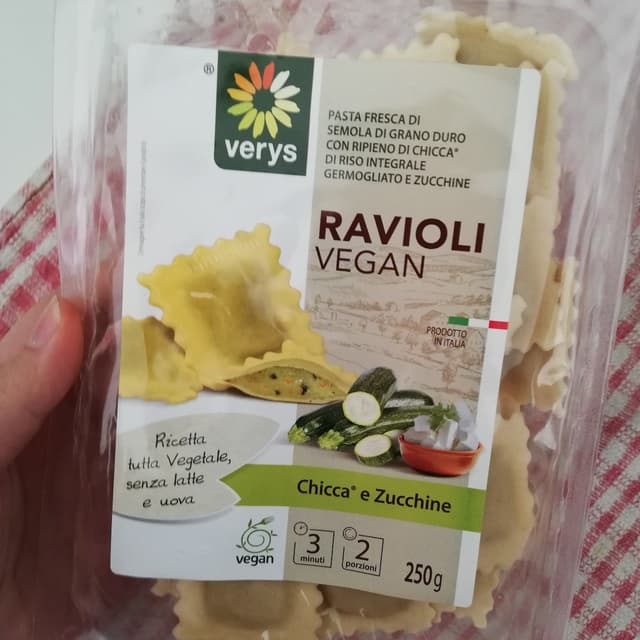 ®
verys
PASTA FRESCA DI
SEMOLA DI GRANO DURO
CON RIPIENO DI CHICCA*
DI RISO INTEGRALE
GERMOGLIATO E ZUCCHINE
RAVIOLI
VEGAN
PRODOTTO
IN ITALIA
Ricetta
tutta Vegetale,
senza latte
e uova
Chicca® e Zucchine
vegan
3
minuti
2
porzioni
250g